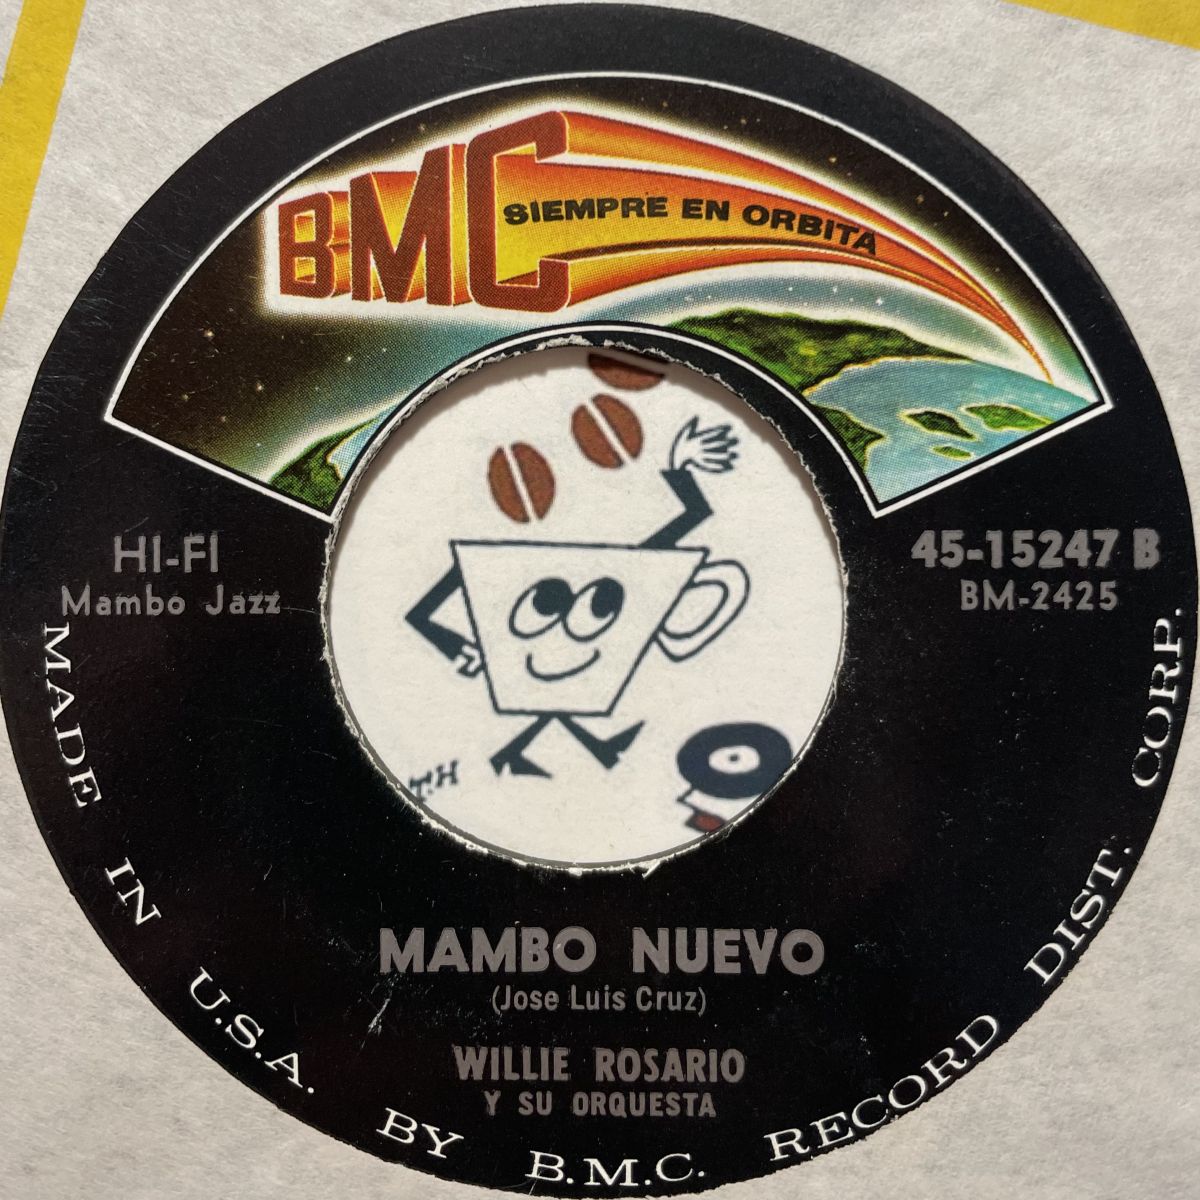 BMC
SIEMPRE EN ORBITA
HI-FI
Mambo Jazz
45-15247 B
BM-2425
T.H
MAMBO NUEVO
(Jose Luis Cruz)
WILLIE ROSARIO
Y SU ORQUESTA
MADE IN U.S.A. BY B.M.C. RECORD DIST. CORP.